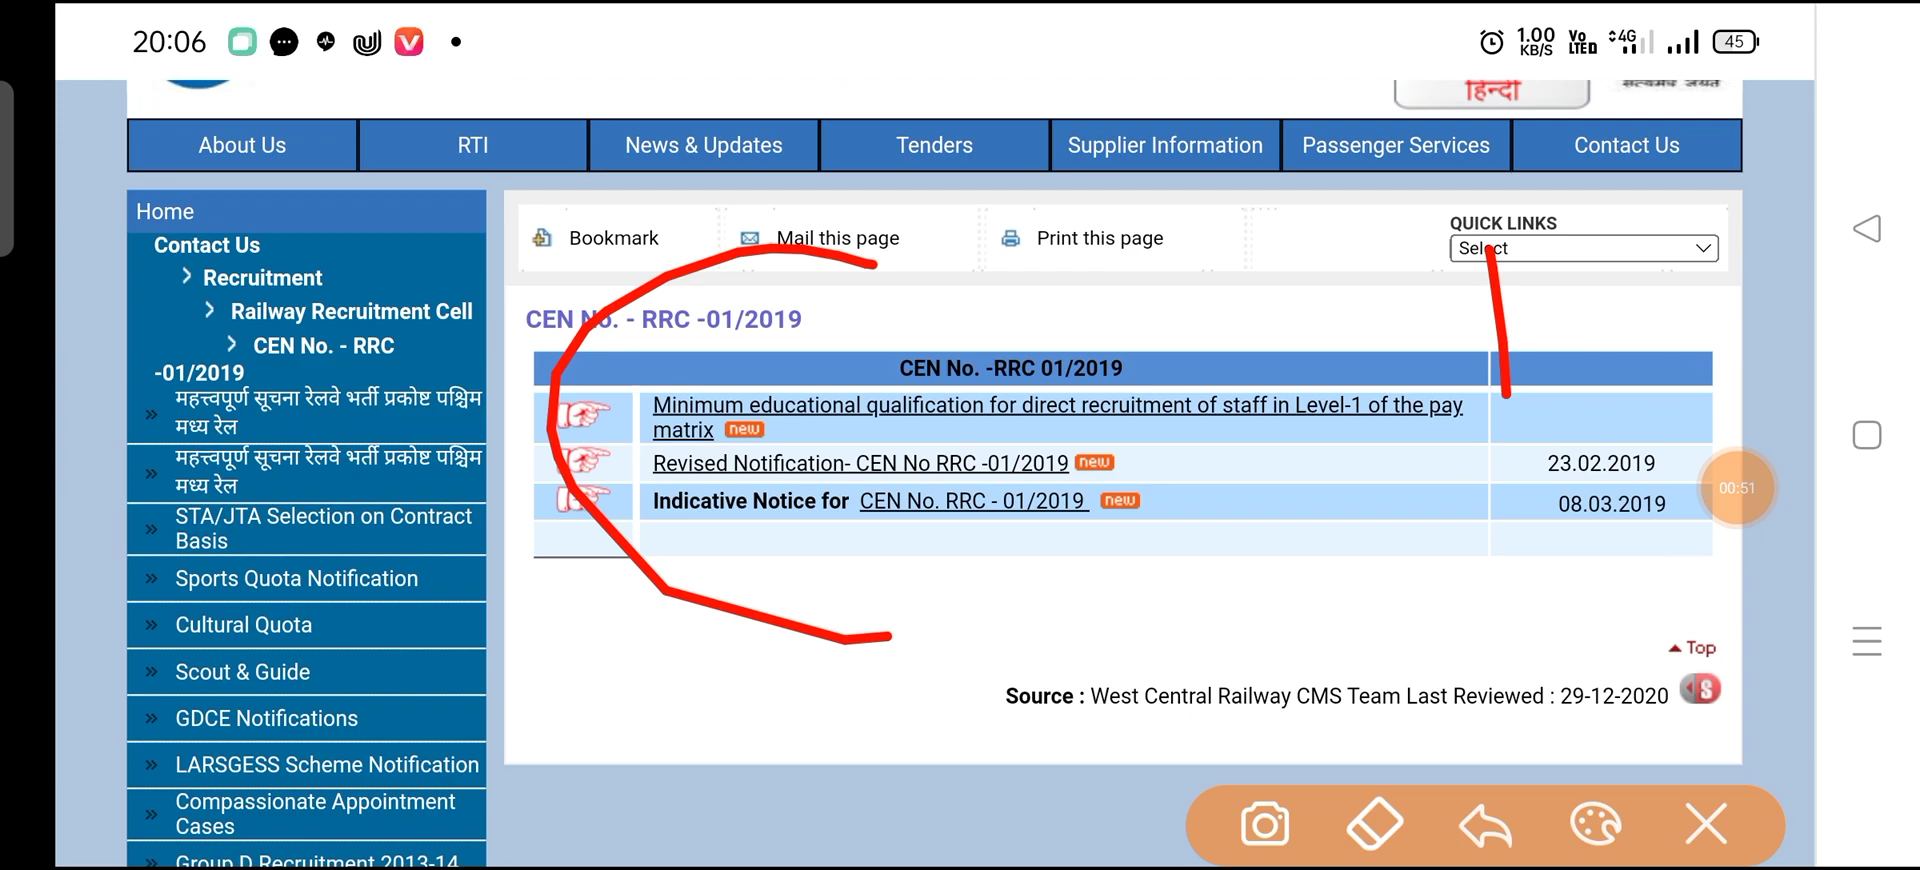 20:06
1.00
KB/S
Vo
LTE
4G
45
हिन्दी
सत्यमेव जयते
About Us
RTI
News & Updates
Tenders
Supplier Information
Passenger Services
Contact Us
Home
Contact Us
Recruitment
Railway Recruitment Cell
CEN No. - RRC
-01/2019
महत्त्वपूर्ण सूचना रेलवे भर्ती प्रकोष्ट पश्चिम
मध्य रेल
महत्त्वपूर्ण सूचना रेलवे भर्ती प्रकोष्ट पश्चिम
मध्य रेल
STA/JTA Selection on Contract
Basis
Sports Quota Notification
Cultural Quota
Scout & Guide
GDCE Notifications
LARSGESS Scheme Notification
Compassionate Appointment
Cases
Group D Recruitment 2013-14
Bookmark
Mail this page
Print this page
QUICK LINKS
Select
CEN No. - RRC -01/2019
CEN No. -RRC 01/2019
Minimum educational qualification for direct recruitment of staff in Level-1 of the pay
matrix new
Revised Notification- CEN No RRC -01/2019 new 23.02.2019
Indicative Notice for CEN No. RRC - 01/2019 new 08.03.2019
00:51
Top
Source : West Central Railway CMS Team Last Reviewed : 29-12-2020
S